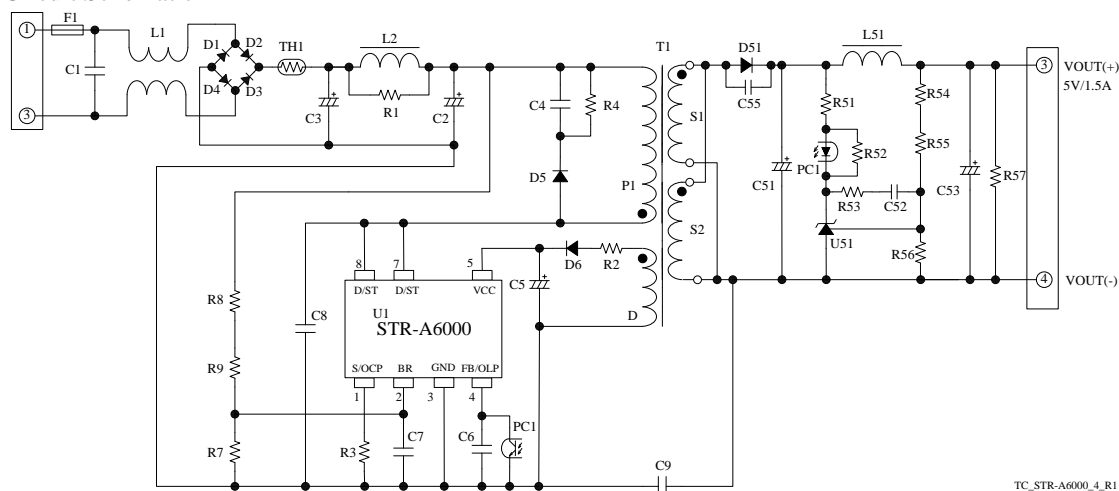 1
F1
L1
D1
D2
TH1
L2
T1
D51
L51
3
VOUT(+)
5V/1.5A
C1
D4
D3
C3
R1
C2
C4
R4
S1
C55
R51
R54
PC1
R52
R55
C51
C53
R57
R53
C52
3
D5
P1
S2
U51
R56
D6
R2
8
7
5
C5
D/ST
D/ST
VCC
4
VOUT(-)
R8
C8
U1
STR-A6000
D
R9
S/OCP
BR
GND
FB/OLP
1
2
3
4
PC1
R7
R3
C7
C6
C9
TC_STR-A6000_4_R1